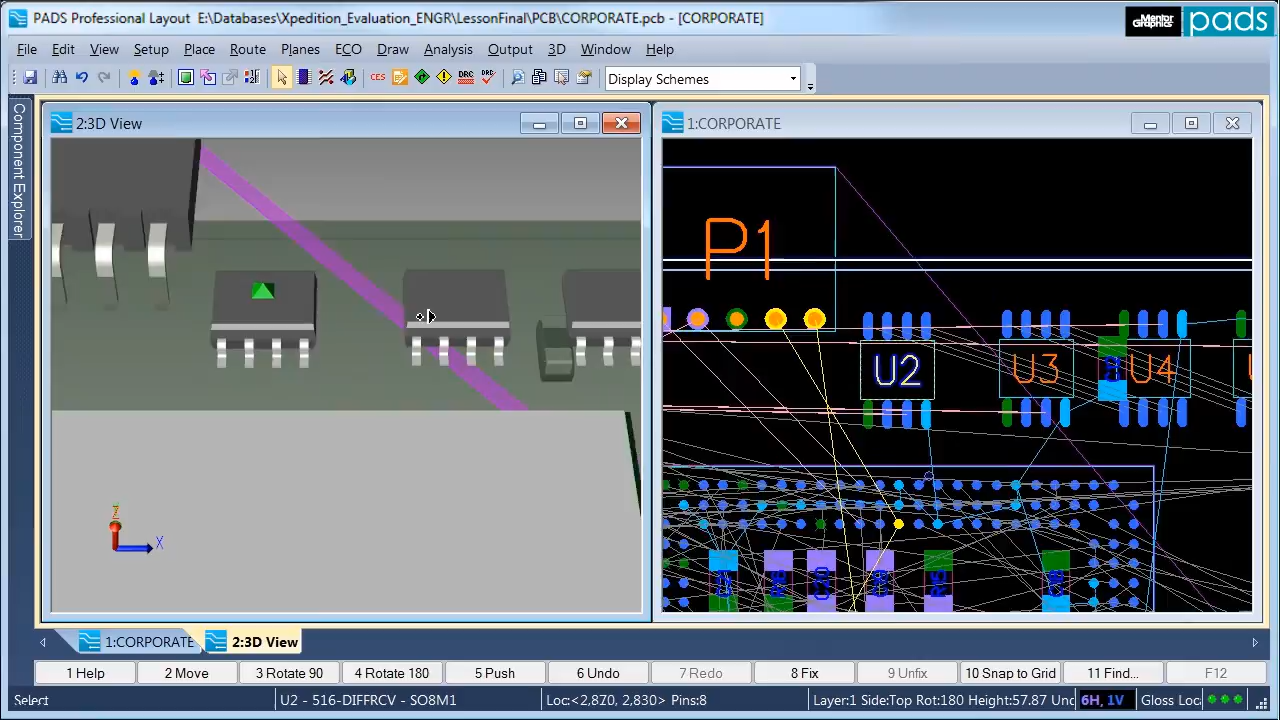 PADS Professional Layout E:\Databases\Xpedition_Evaluation_ENGR\LessonFinal\PCB\CORPORATE.pcb - [CORPORATE]
Mentor Graphics pads
File Edit View Setup Place Route Planes ECO Draw Analysis Output 3D Window Help
CES DRC DRC Display Schemes
Component Explorer
2:3D View
1:CORPORATE
P1
U2 U3 U4
Z
X
1:CORPORATE 2:3D View
1 Help 2 Move 3 Rotate 90 4 Rotate 180 5 Push 6 Undo 7 Redo 8 Fix 9 Unfix 10 Snap to Grid 11 Find... F12
Select U2 - 516-DIFFRCV - SO8M1 Loc:<2,870, 2,830> Pins:8 Layer:1 Side:Top Rot:180 Height:57.87 Und 6H, 1V Gloss Loc